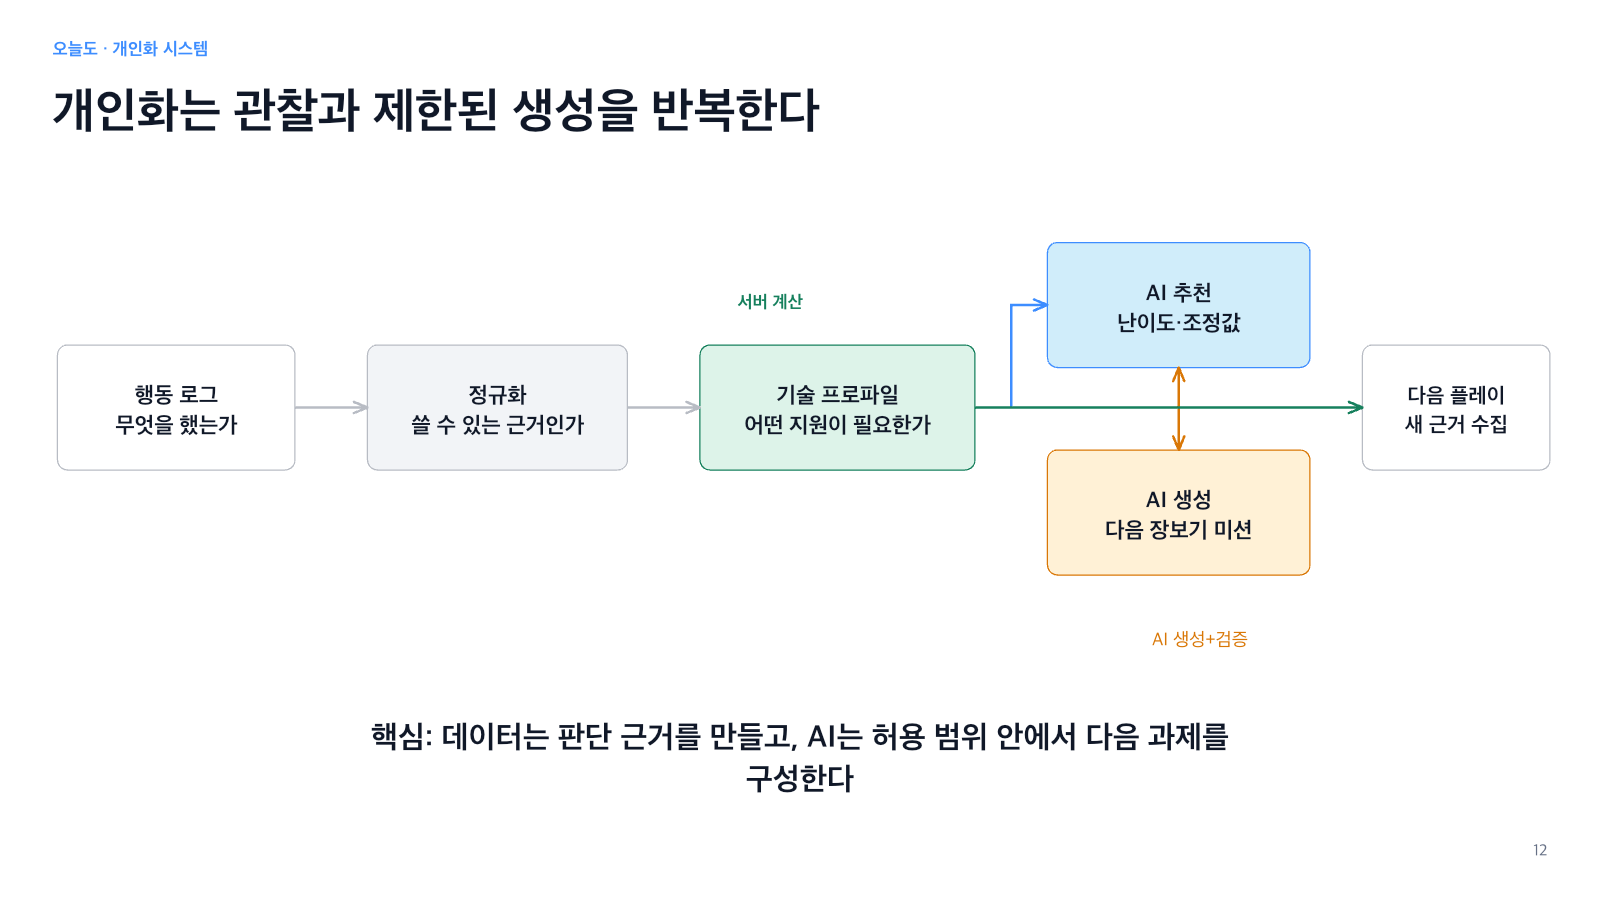 오늘도 · 개인화 시스템
개인화는 관찰과 제한된 생성을 반복한다
서버 계산
행동 로그
무엇을 했는가
정규화
쓸 수 있는 근거인가
기술 프로파일
어떤 지원이 필요한가
AI 추천
난이도·조정값
AI 생성
다음 장보기 미션
다음 플레이
새 근거 수집
AI 생성+검증
핵심: 데이터는 판단 근거를 만들고, AI는 허용 범위 안에서 다음 과제를
구성한다
12